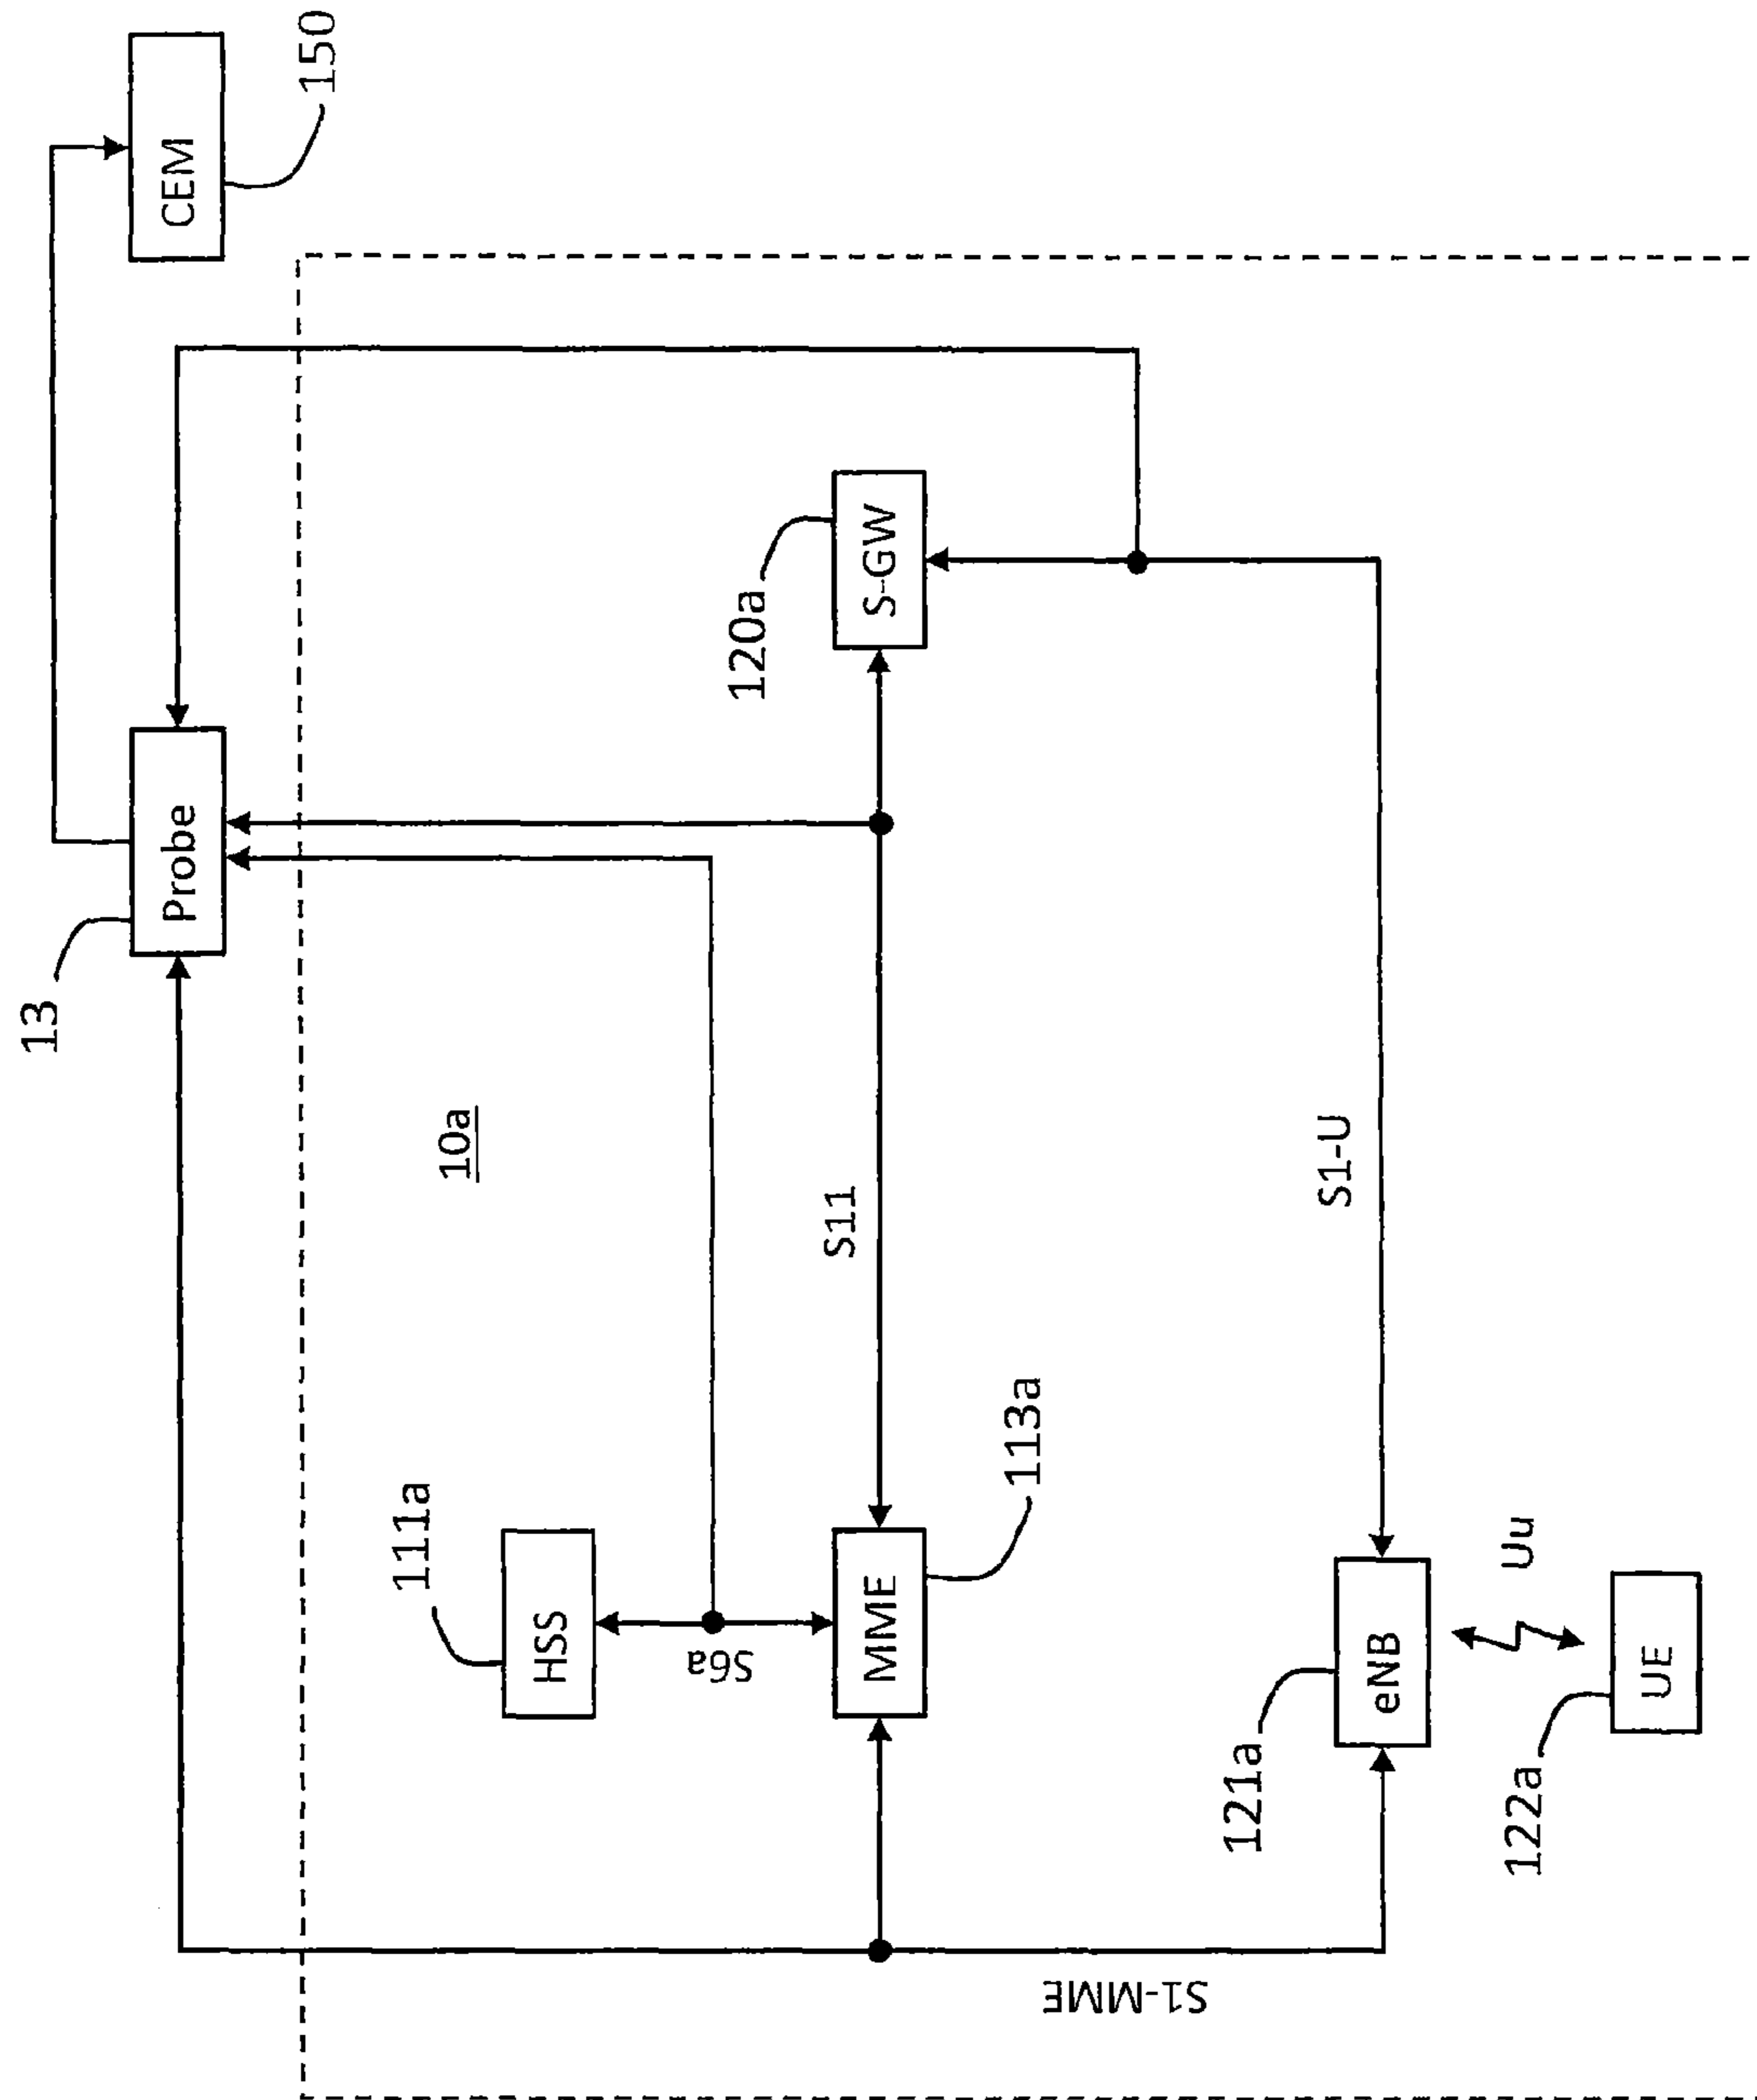 13
Probe
CEM
150
10a
111a
HSS
S6a
120a
S-GW
S11
MME
113a
S1-MME
S1-U
121a
eNB
Uu
122a
UE